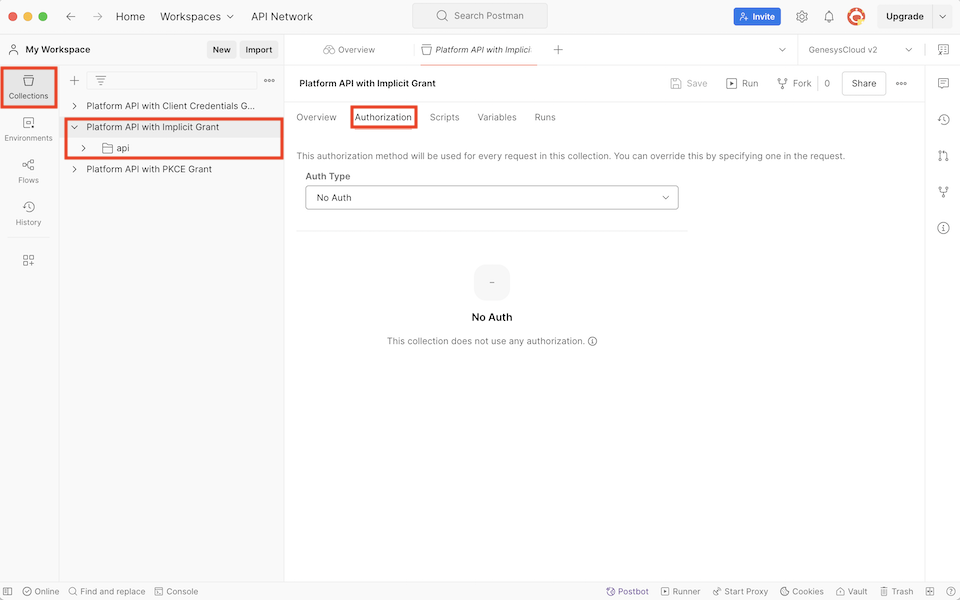 Home
Workspaces
API Network
Search Postman
Invite
Upgrade
My Workspace
New
Import
Overview
Platform API with Implici
GenesysCloud v2
Collections
Environments
Flows
History
Platform API with Client Credentials G...
Platform API with Implicit Grant
api
Platform API with PKCE Grant
Platform API with Implicit Grant
Save
Run
Fork
0
Share
Overview
Authorization
Scripts
Variables
Runs
This authorization method will be used for every request in this collection. You can override this by specifying one in the request.
Auth Type
No Auth
-
No Auth
This collection does not use any authorization.
Online
Find and replace
Console
Postbot
Runner
Start Proxy
Cookies
Vault
Trash